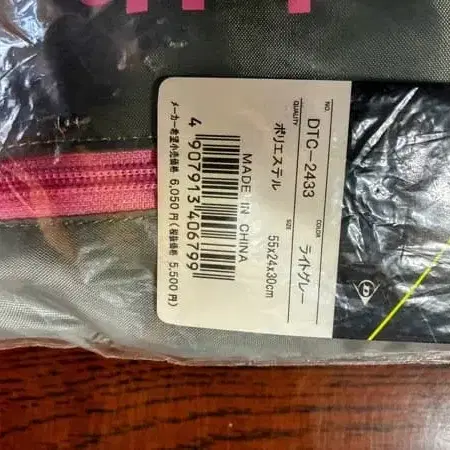 NO. DTC-2433 COLOR ライトグレー
QUALITY ポリエステル SIZE 55x24x30cm
MADE IN CHINA
4 907913 406799
メーカー希望小売価格 6,050円(税抜価格 5,500円)
D